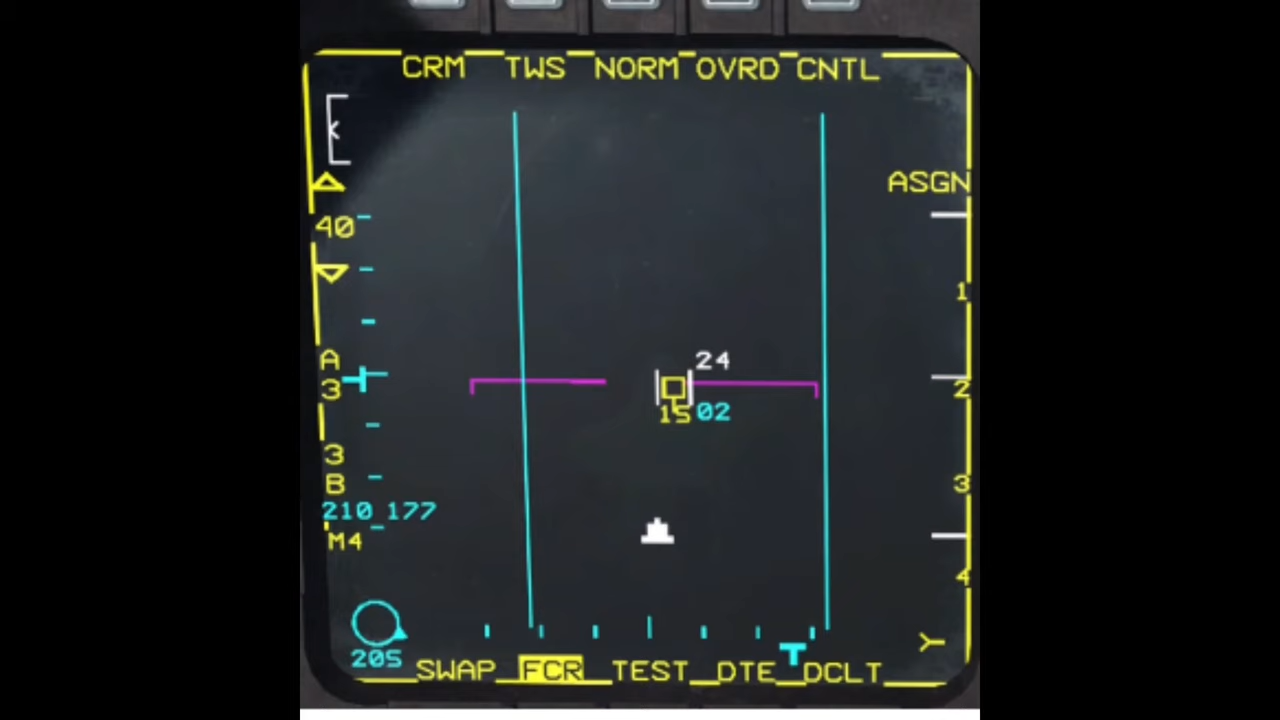 CRM TWS NORM OVRD CNTL
ASGN
40
1
24
A
3
2
15 02
3
B
3
210 177
M4
4
205
SWAP FCR TEST DTE DCLT